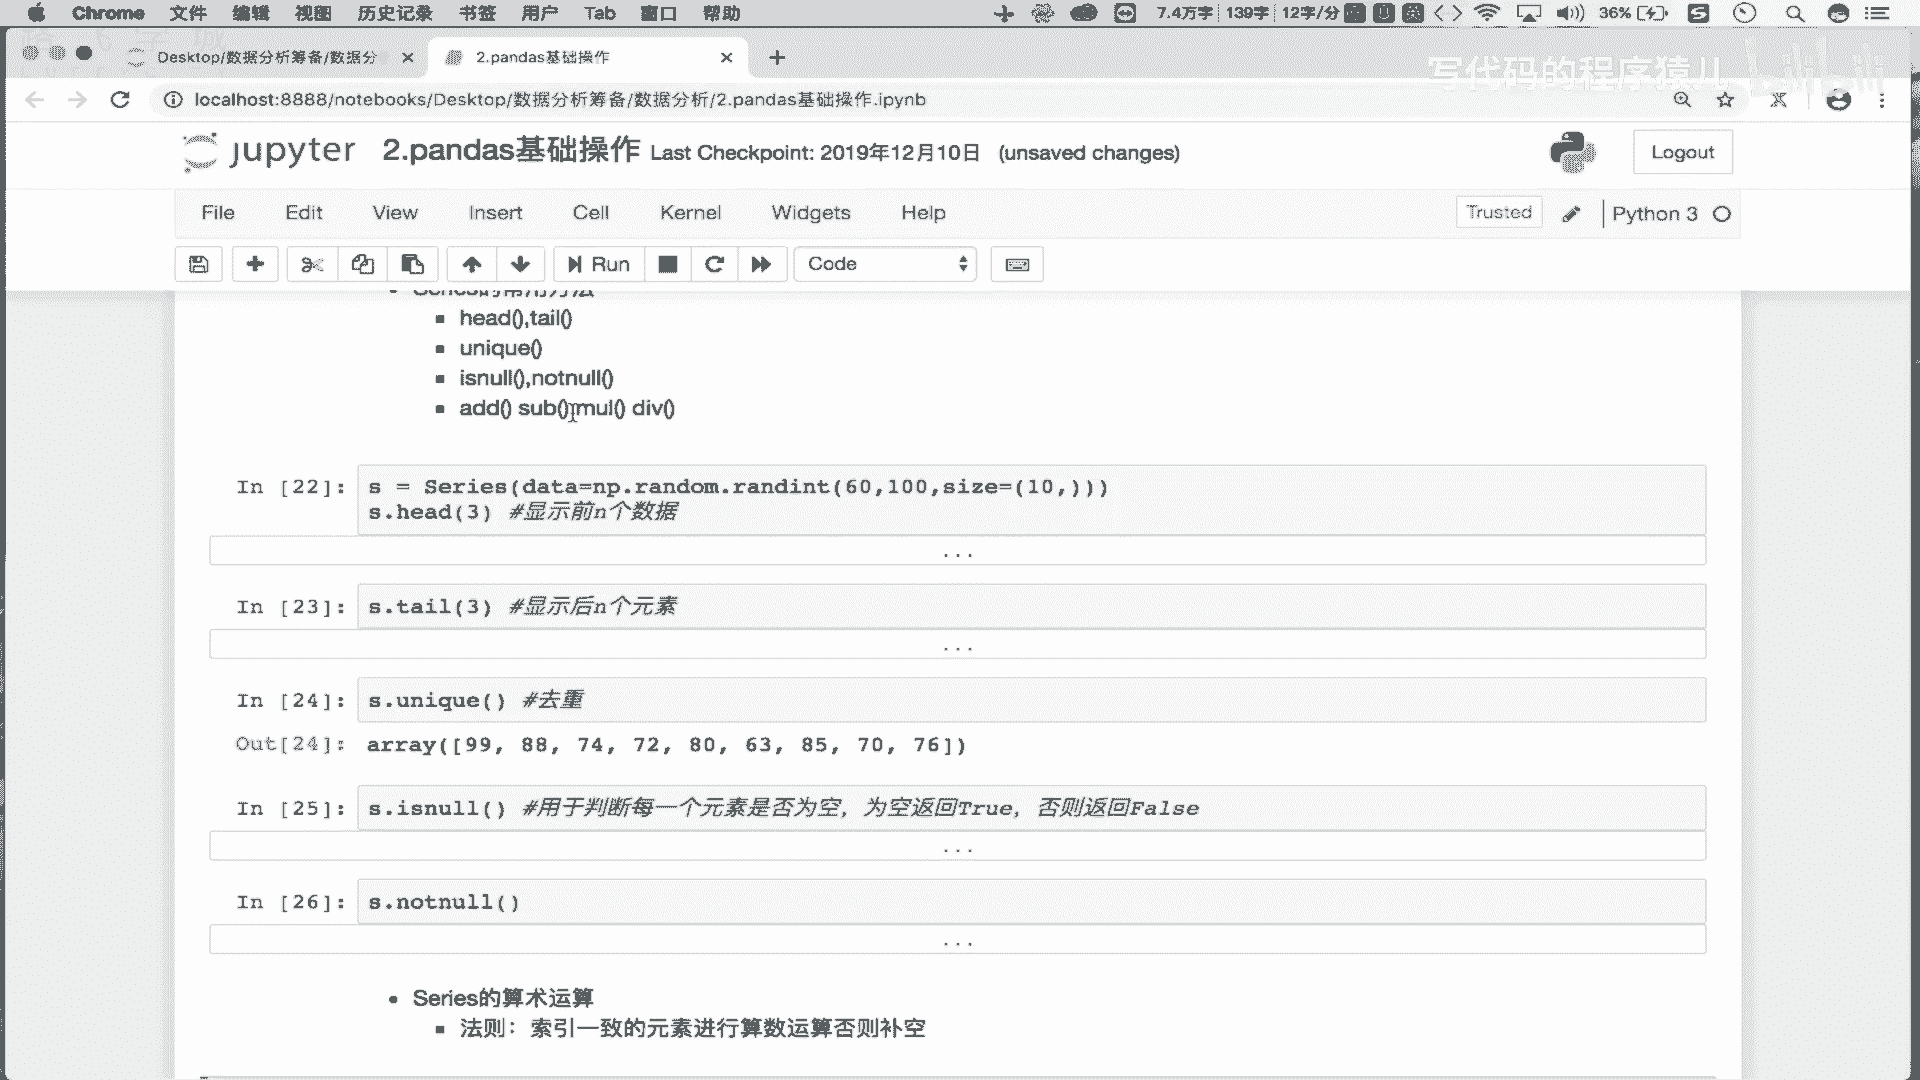 Chrome 文件 编辑 视图 历史记录 书签 用户 Tab 窗口 帮助 7.4万字 139字 12字/分 英 36%
Desktop/数据分析筹备/数据分 2.pandas基础操作
写代码的程序猿儿 bilibili
localhost:8888/notebooks/Desktop/数据分析筹备/数据分析/2.pandas基础操作.ipynb
jupyter 2.pandas基础操作 Last Checkpoint: 2019年12月10日 (unsaved changes) Logout
File Edit View Insert Cell Kernel Widgets Help Trusted Python 3
Run Code
Series的常用方法
head(),tail()
unique()
isnull(),notnull()
add() sub() mul() div()
In [22]: s = Series(data=np.random.randint(60,100,size=(10,)))
s.head(3) #显示前n个数据
...
In [23]: s.tail(3) #显示后n个元素
...
In [24]: s.unique() #去重
Out[24]: array([99, 88, 74, 72, 80, 63, 85, 70, 76])
In [25]: s.isnull() #用于判断每一个元素是否为空，为空返回True，否则返回False
...
In [26]: s.notnull()
...
Series的算术运算
法则：索引一致的元素进行算数运算否则补空